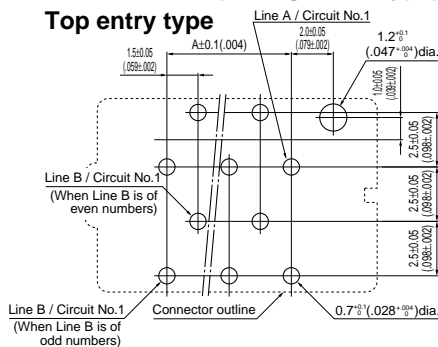 Top entry type
Line A / Circuit No.1
1.5±0.05
(.059±.002)
A±0.1(.004)
2.0±0.05
(.079±.002)
1.2+0.1 0
(.047+.004 0)dia.
1.0±0.05
(.039±.002)
2.5±0.05
(.098±.002)
2.5±0.05
(.098±.002)
2.5±0.05
(.098±.002)
Line B / Circuit No.1
(When Line B is of
even numbers)
Line B / Circuit No.1
(When Line B is of
odd numbers)
Connector outline
0.7+0.1 0(.028+.004 0)dia.